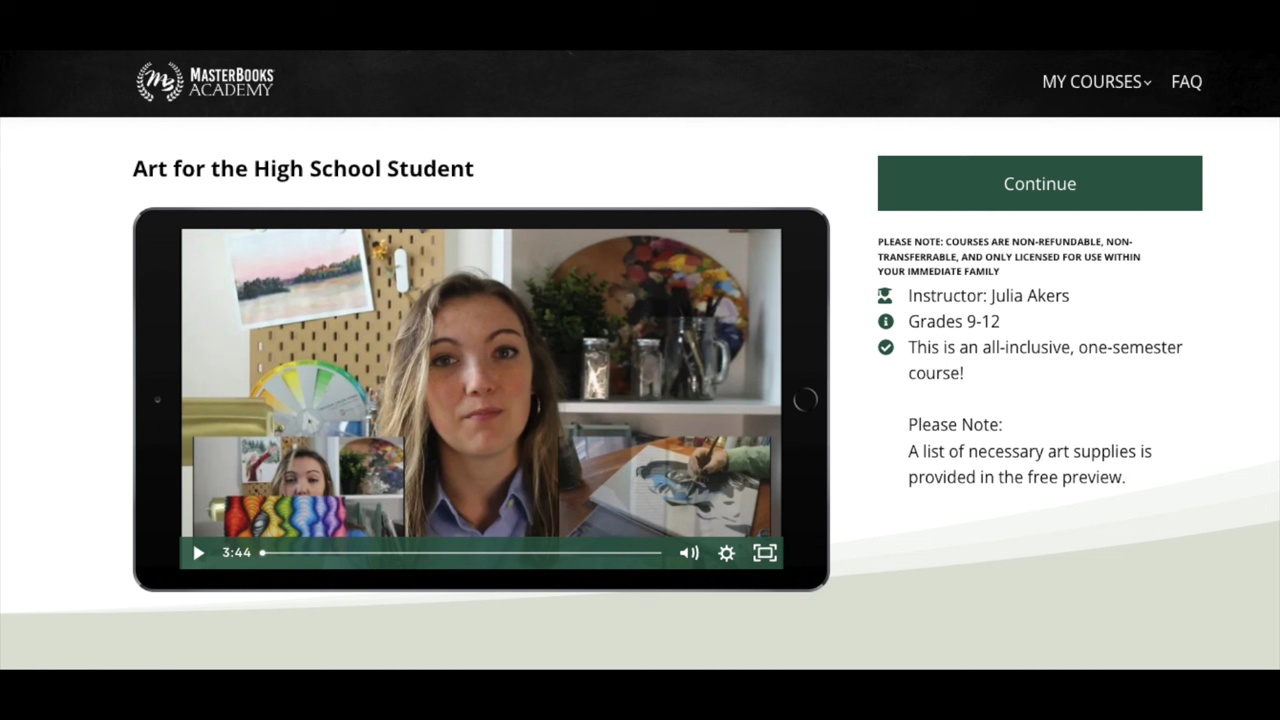 MASTERBOOKS
ACADEMY
MY COURSES
FAQ
Art for the High School Student
Continue
PLEASE NOTE: COURSES ARE NON-REFUNDABLE, NON-
TRANSFERRABLE, AND ONLY LICENSED FOR USE WITHIN
YOUR IMMEDIATE FAMILY
Instructor: Julia Akers
Grades 9-12
This is an all-inclusive, one-semester
course!
Please Note:
A list of necessary art supplies is
provided in the free preview.
3:44